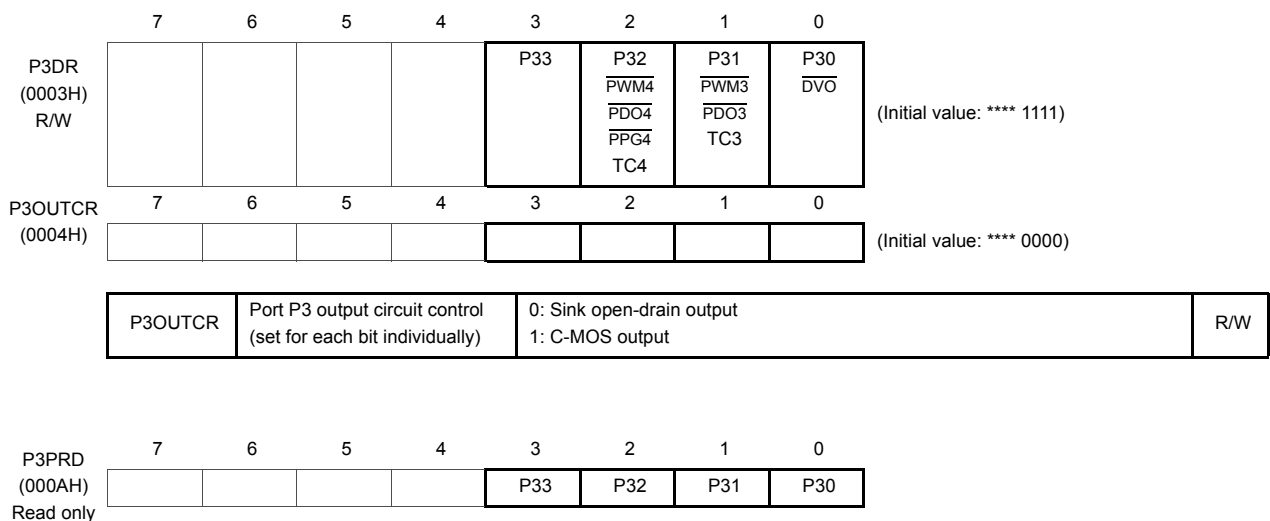 7 6 5 4 3 2 1 0
P3DR
(0003H)
R/W
P33 P32 P31 P30
PWM4 PWM3 DVO
PDO4 PDO3
PPG4 TC3
TC4
(Initial value: **** 1111)
P3OUTCR
(0004H)
7 6 5 4 3 2 1 0
(Initial value: **** 0000)
P3OUTCR
Port P3 output circuit control
(set for each bit individually)
0: Sink open-drain output
1: C-MOS output
R/W
7 6 5 4 3 2 1 0
P3PRD
(000AH)
Read only
P33 P32 P31 P30